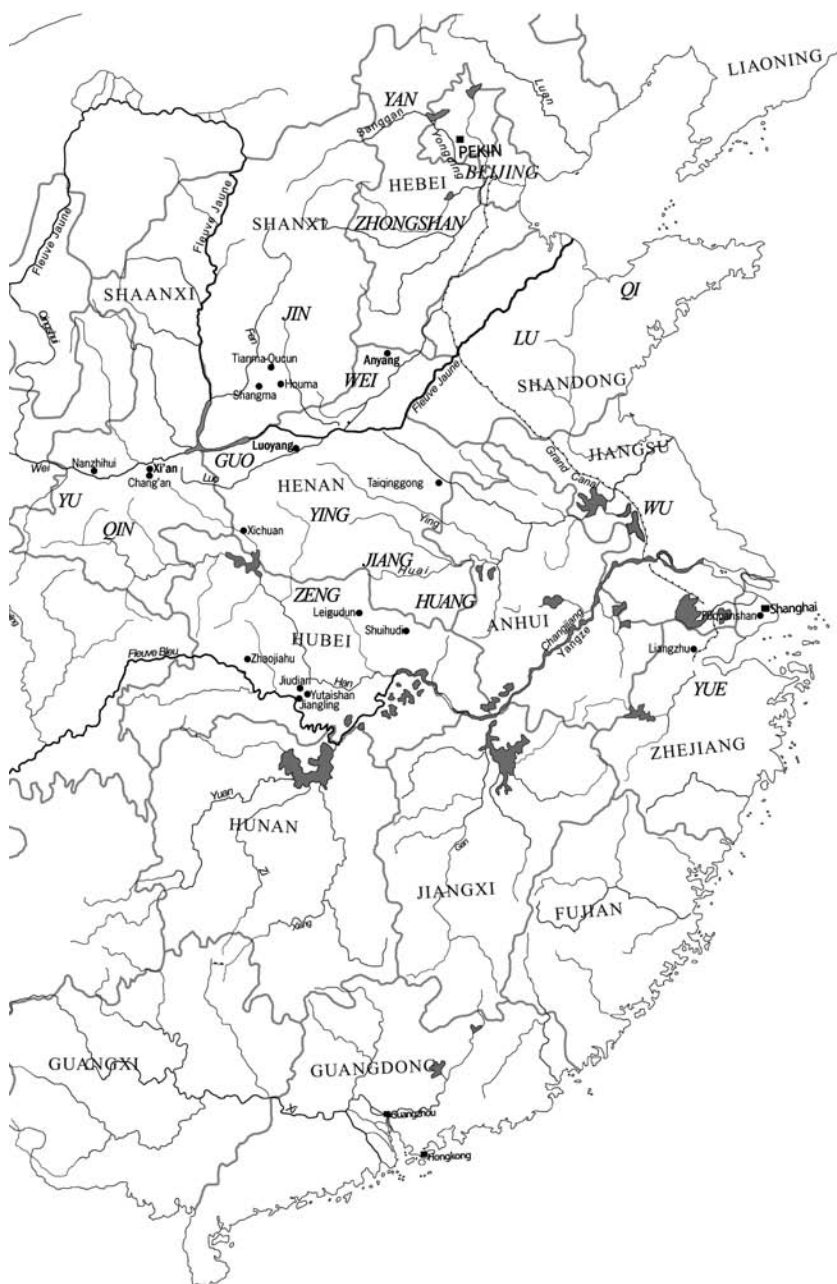 LIAONING
YAN
Luan
Sanggan
Yongding
PEKIN
BEIJING
HEBEI
Fleuve Jaune
SHANXI
ZHONGSHAN
Fleuve Jaune
SHAANXI
QI
Qingshui
JIN
LU
Fen
Anyang
Tianma-Qucun
WEI
Houma
Shangma
SHANDONG
Fleuve Jaune
JIANGSU
Luoyang
Grand Canal
Wei
Nanzhihui
Xi'an
Chang'an
GUO
Luo
HENAN
Taiqinggong
YU
WU
YING
Ying
QIN
Xichuan
JIANG
Huai
ZENG
HUANG
Leigudun
ANHUI
Shanghai
Shuihudi
HUBEI
Changjiang
Yangze
Liangzhu
Fleuve Bleu
Zhaojiahu
Jiudian
Han
Yutaishan
Jiangling
YUE
ZHEJIANG
Yuan
HUNAN
Gan
Zi
JIANGXI
FUJIAN
Xiang
GUANGXI
GUANGDONG
Guangzhou
Hongkong